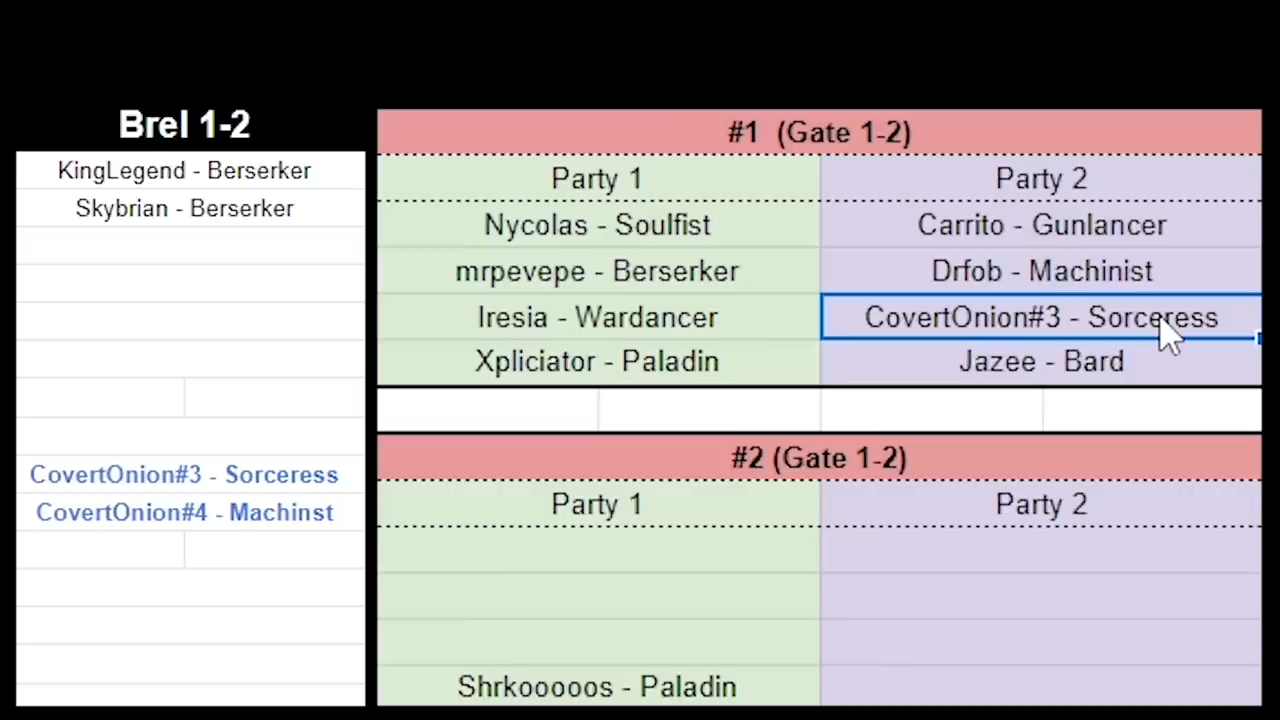 Brel 1-2
KingLegend - Berserker
Skybrian - Berserker
CovertOnion#3 - Sorceress
CovertOnion#4 - Machinst
#1 (Gate 1-2)
Party 1 Party 2
Nycolas - Soulfist Carrito - Gunlancer
mrpevepe - Berserker Drfob - Machinist
Iresia - Wardancer CovertOnion#3 - Sorceress
Xpliciator - Paladin Jazee - Bard
#2 (Gate 1-2)
Party 1 Party 2
Shrkooooos - Paladin